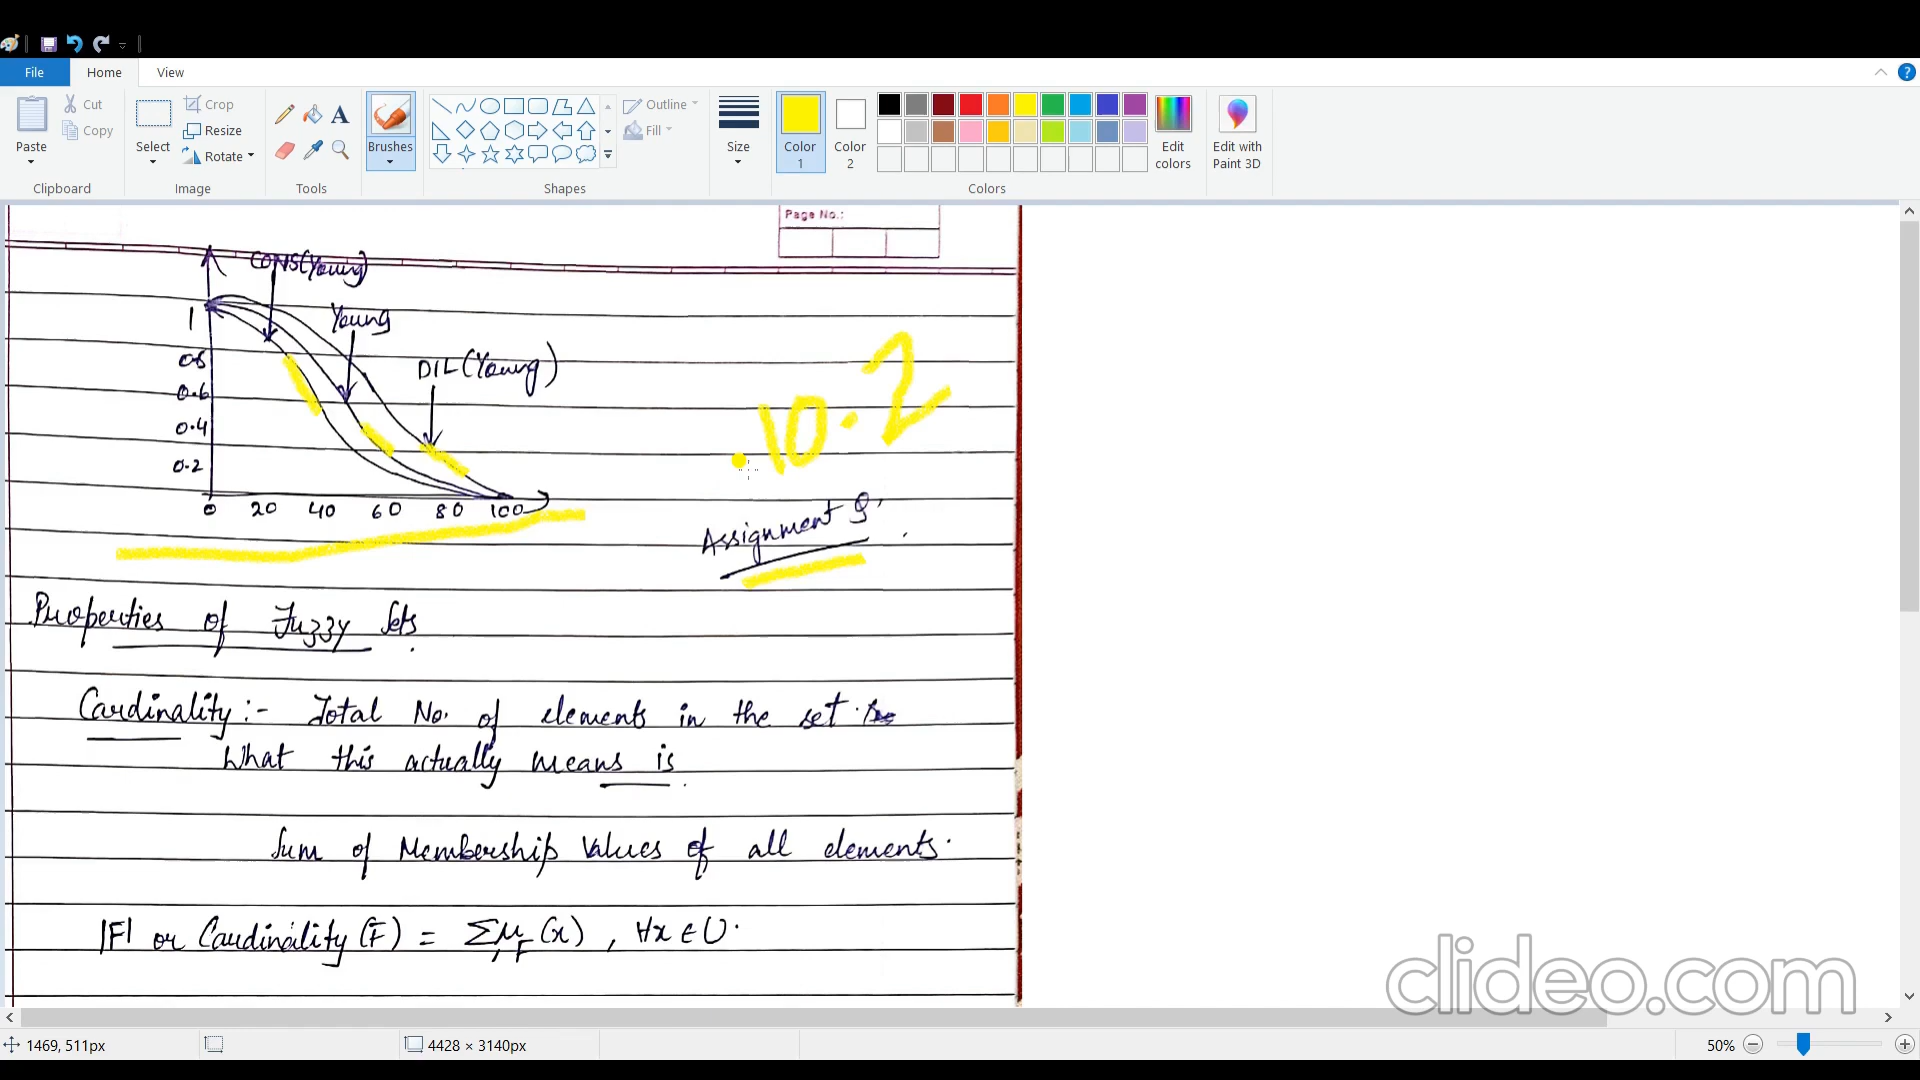 File Home View
Paste
Cut
Copy
Clipboard
Select
Crop
Resize
Rotate
Image
Tools
Brushes
Shapes
Outline
Fill
Size
Color 1
Color 2
Colors
Edit colors
Edit with Paint 3D
Page No.:
CONS(Young)
Young
DIL(Young)
1
0.8
0.6
0.4
0.2
0 20 40 60 80 100
10.2
Assignment
Properties of Fuzzy Sets
Cardinality :- Total No. of elements in the set.
What this actually means is
Sum of Membership Values of all elements.
|F| or Cardinality (F) = Σμ_F (x) , ∀x ∈ U.
clideo.com
1469, 511px
4428 × 3140px
50%